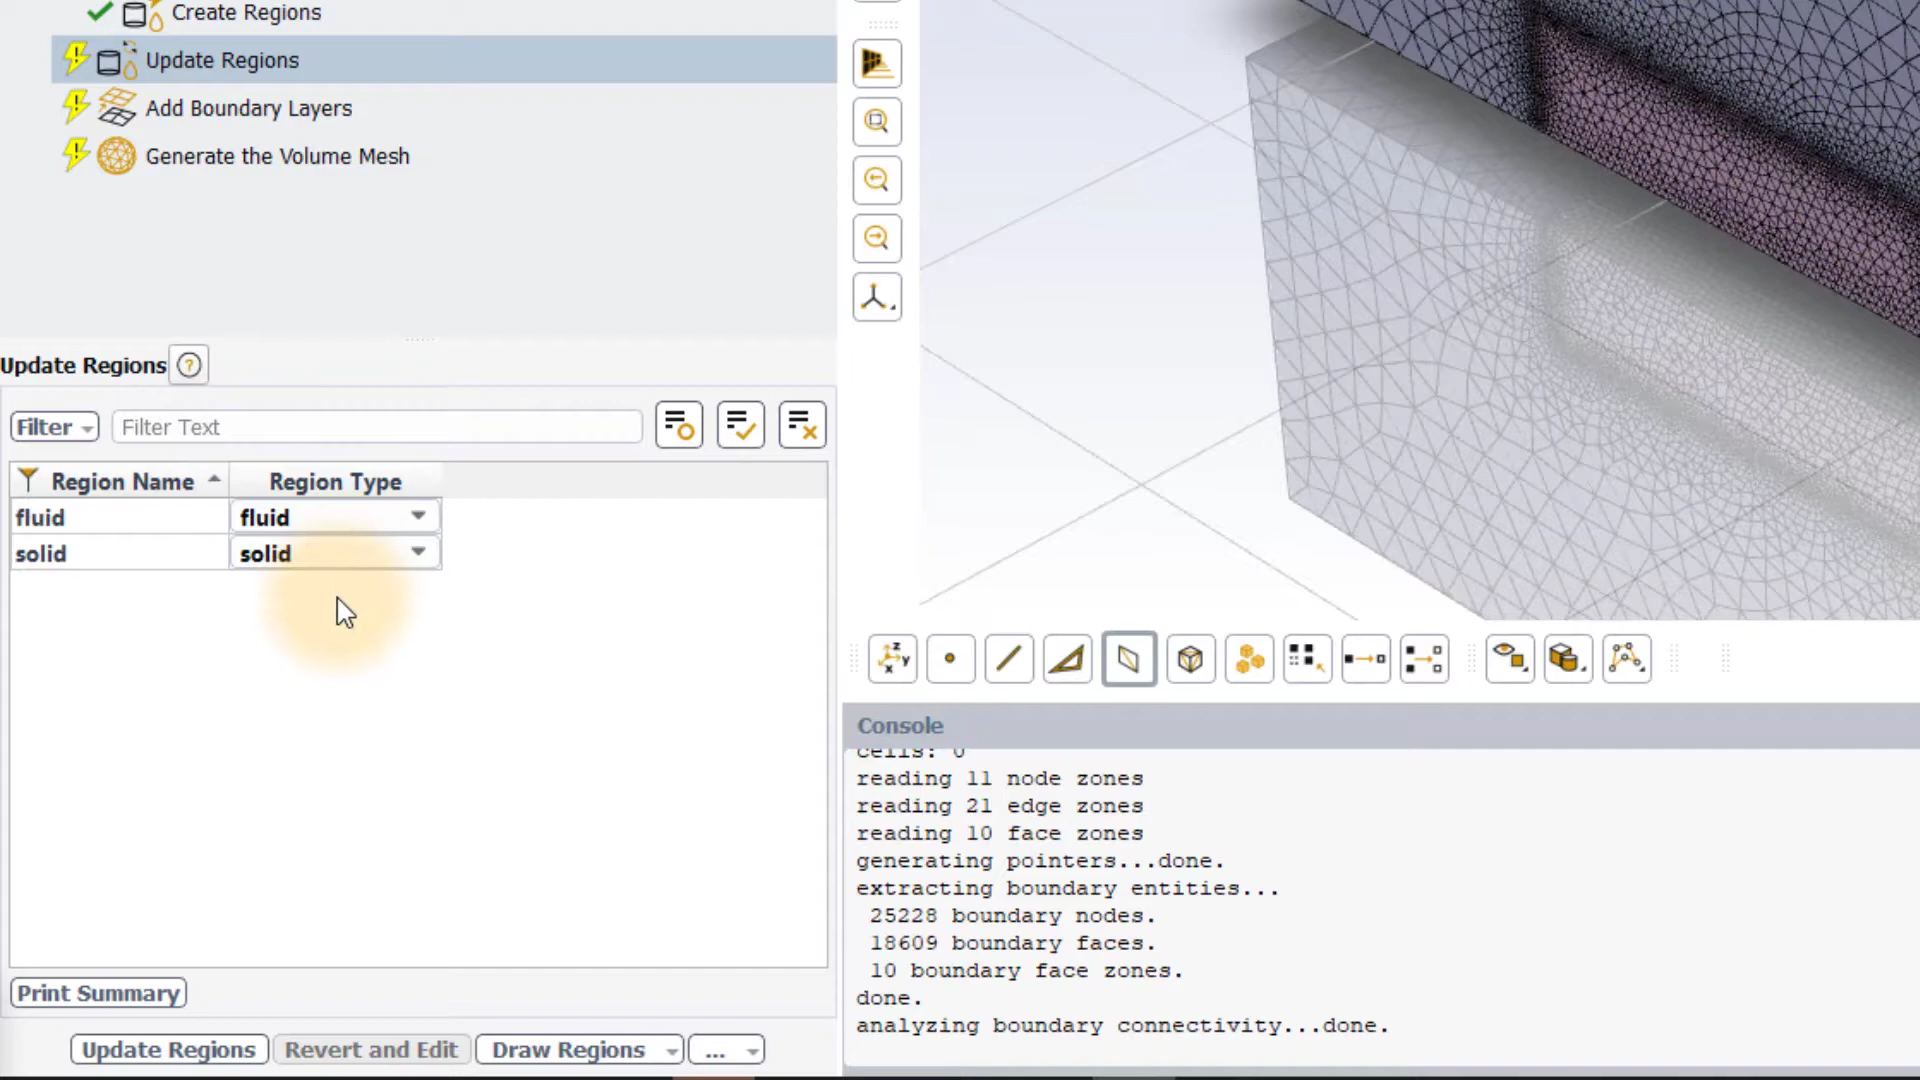 Create Regions
Update Regions
Add Boundary Layers
Generate the Volume Mesh
Update Regions ?
Filter Filter Text
Region Name Region Type
fluid fluid
solid solid
Print Summary
Update Regions Revert and Edit Draw Regions ...
z
y
x
Console
cells: 0
reading 11 node zones
reading 21 edge zones
reading 10 face zones
generating pointers...done.
extracting boundary entities...
25228 boundary nodes.
18609 boundary faces.
10 boundary face zones.
done.
analyzing boundary connectivity...done.